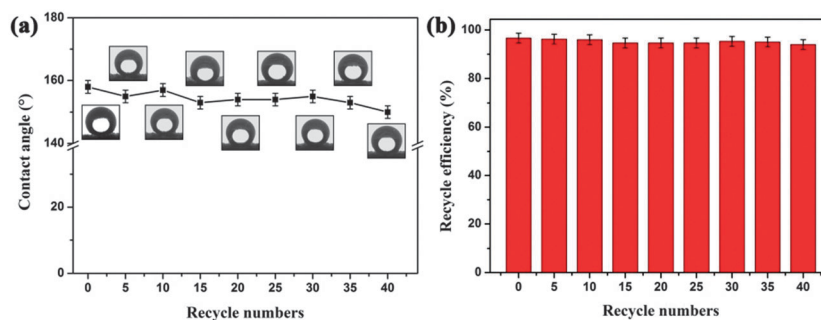 (a)
180
160
140
20
0
Contact angle (°)
0 5 10 15 20 25 30 35 40
Recycle numbers
(b)
100
80
60
40
20
0
Recycle efficiency (%)
0 5 10 15 20 25 30 35 40
Recycle numbers